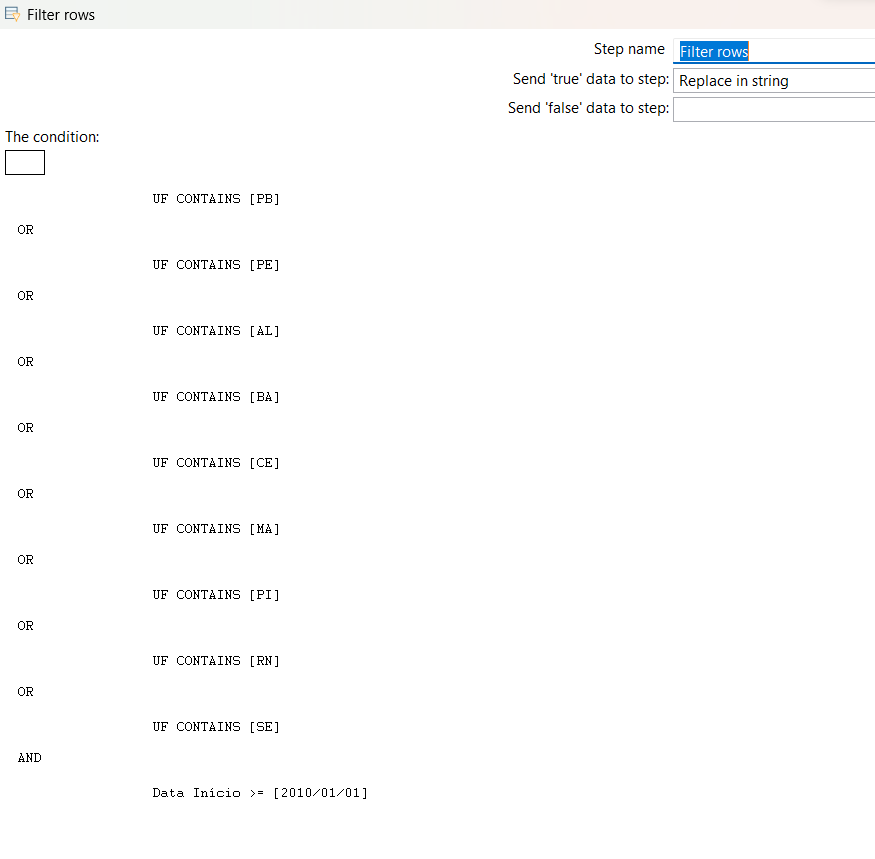 Filter rows
Step name Filter rows
Send 'true' data to step: Replace in string
Send 'false' data to step:
The condition:
UF CONTAINS [PB]
OR
UF CONTAINS [PE]
OR
UF CONTAINS [AL]
OR
UF CONTAINS [BA]
OR
UF CONTAINS [CE]
OR
UF CONTAINS [MA]
OR
UF CONTAINS [PI]
OR
UF CONTAINS [RN]
OR
UF CONTAINS [SE]
AND
Data Início >= [2010/01/01]